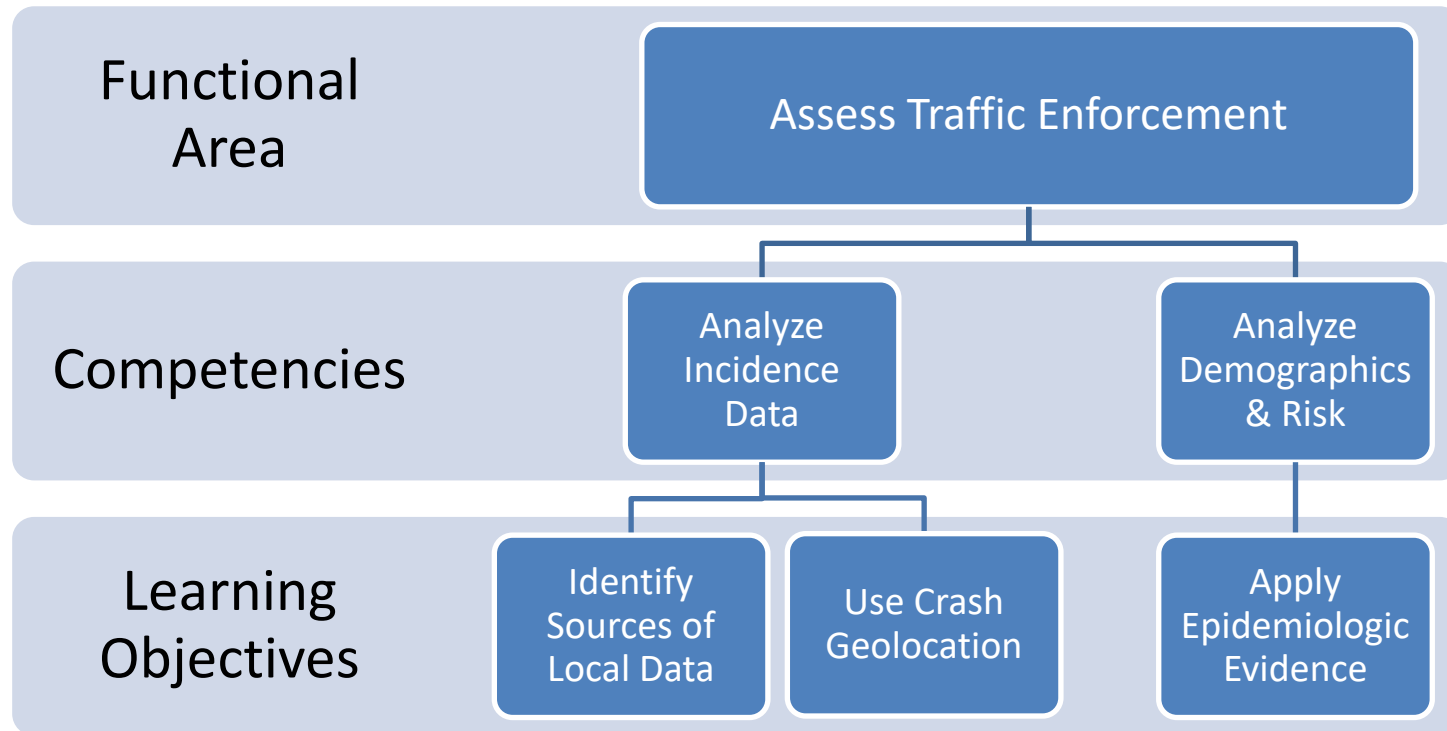 Functional
Area
Assess Traffic Enforcement
Competencies
Analyze
Incidence
Data
Analyze
Demographics
& Risk
Learning
Objectives
Identify
Sources of
Local Data
Use Crash
Geolocation
Apply
Epidemiologic
Evidence